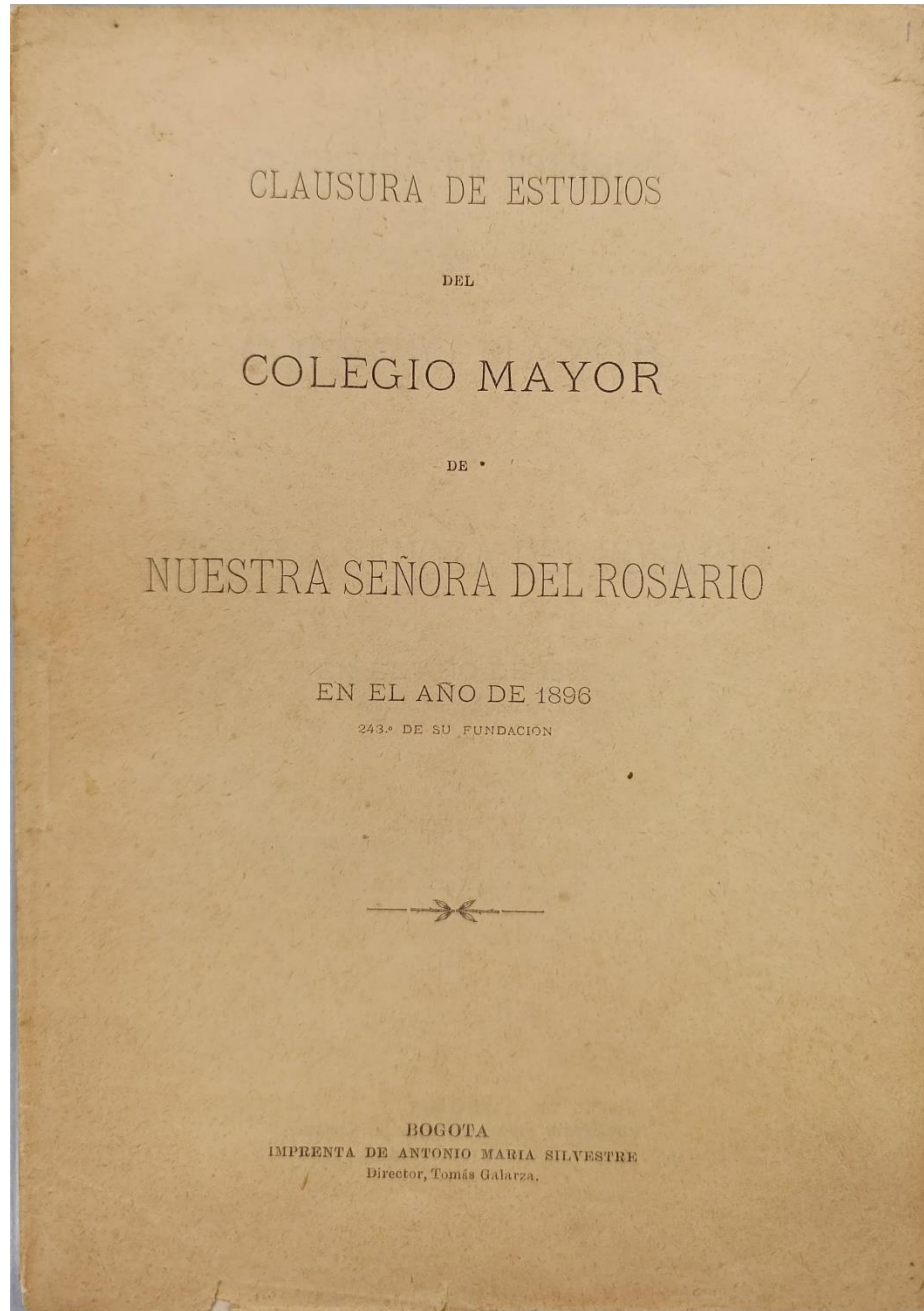 CLAUSURA DE ESTUDIOS
DEL
COLEGIO MAYOR
DE
NUESTRA SEÑORA DEL ROSARIO
EN EL AÑO DE 1896
243.º DE SU FUNDACION
BOGOTA
IMPRENTA DE ANTONIO MARIA SILVESTRE
Director, Tomás Galarza.